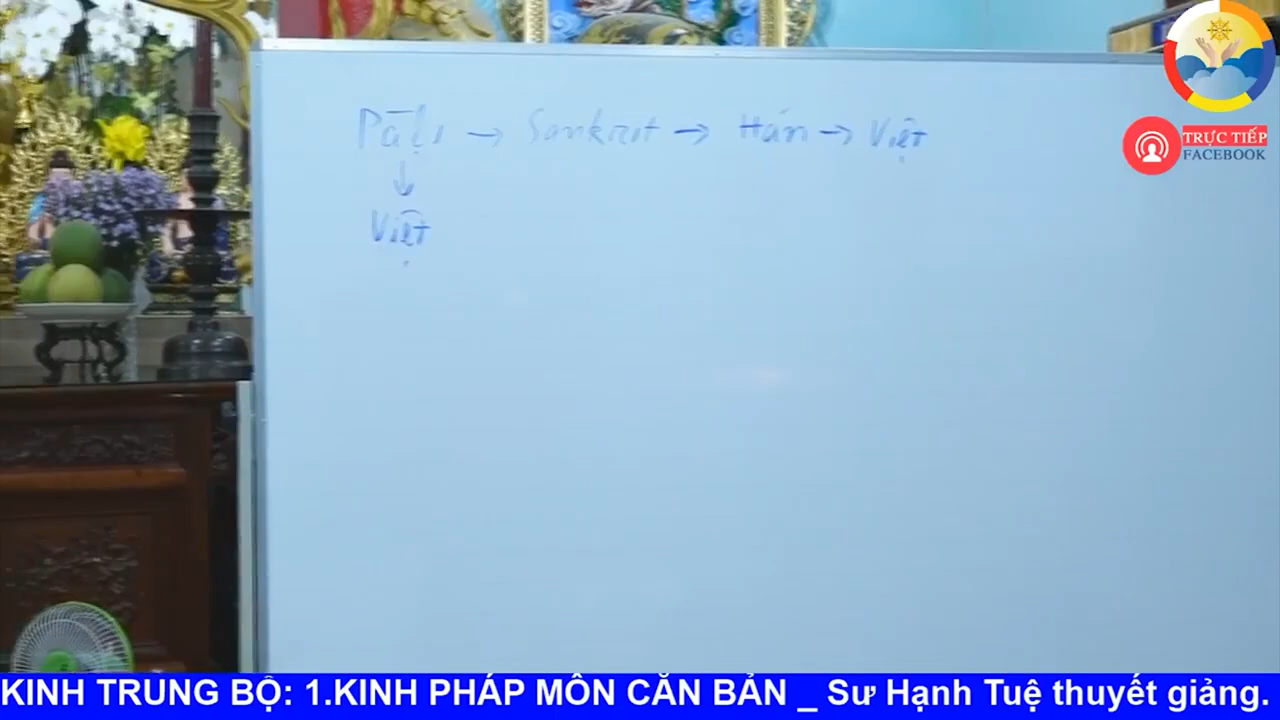 Pāḷi → Sankrit → Hán → Việt
↓
Việt
TRỰC TIẾP
FACEBOOK
KINH TRUNG BỘ: 1.KINH PHÁP MÔN CĂN BẢN _ Sư Hạnh Tuệ thuyết giảng.